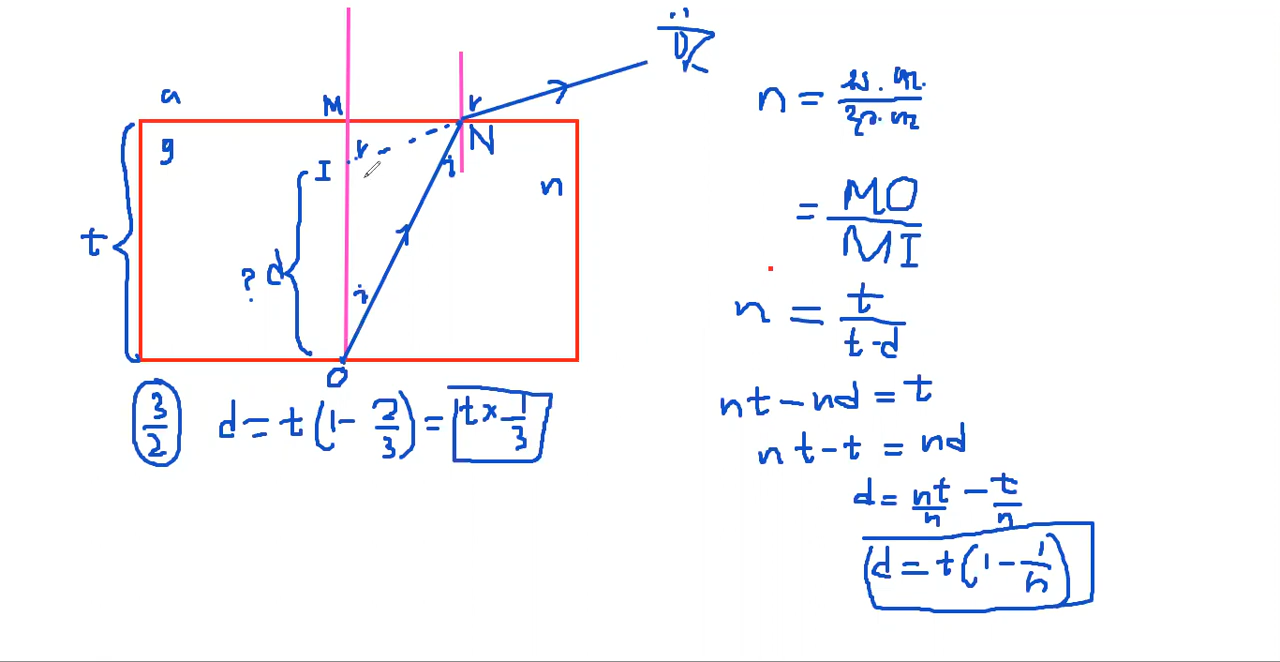 a
M
r
g
r
N
I
i
n
t
? d
i
O
3/2
d = t(1 - 2/3) = t × 1/3
= MO/MI
n = t/t-d
nt - nd = t
nt - t = nd
d = nt/n - t/n
d = t(1 - 1/n)